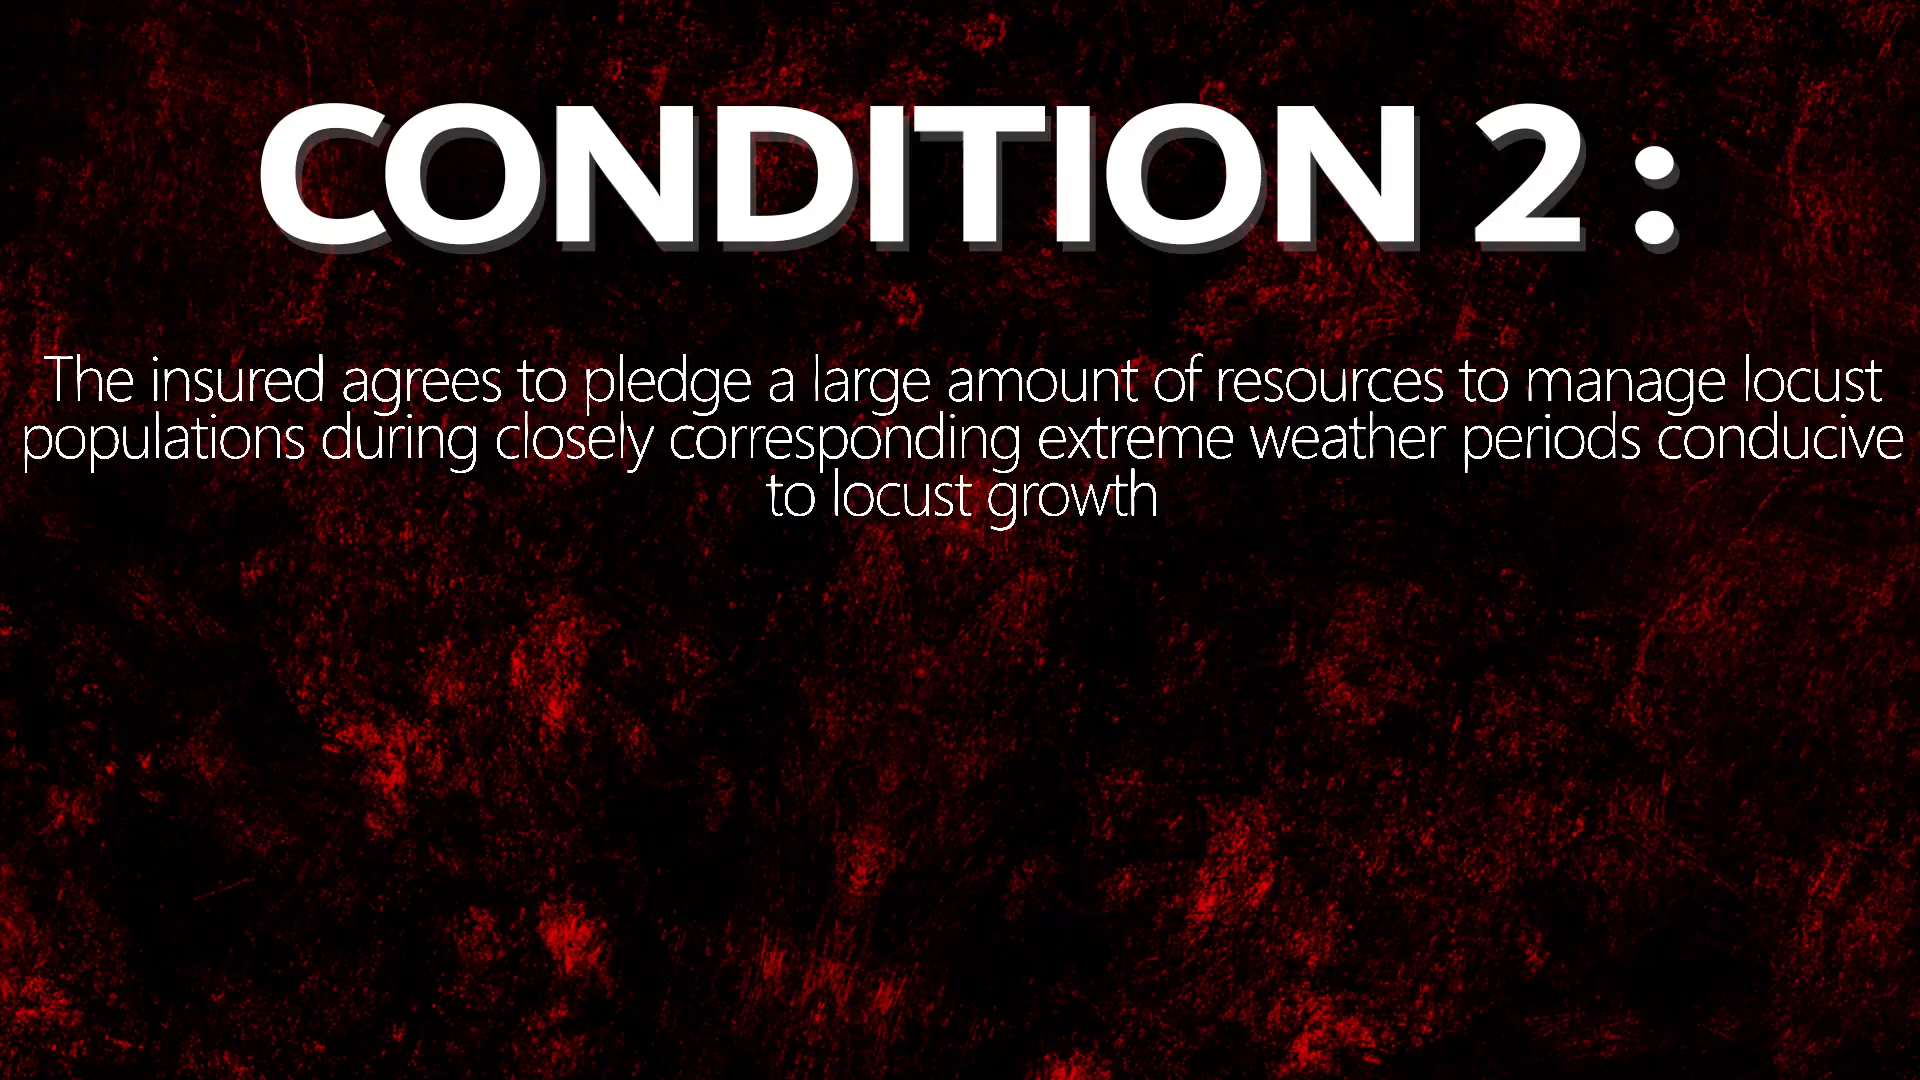 CONDITION 2 :
The insured agrees to pledge a large amount of resources to manage locust
populations during closely corresponding extreme weather periods conducive
to locust growth